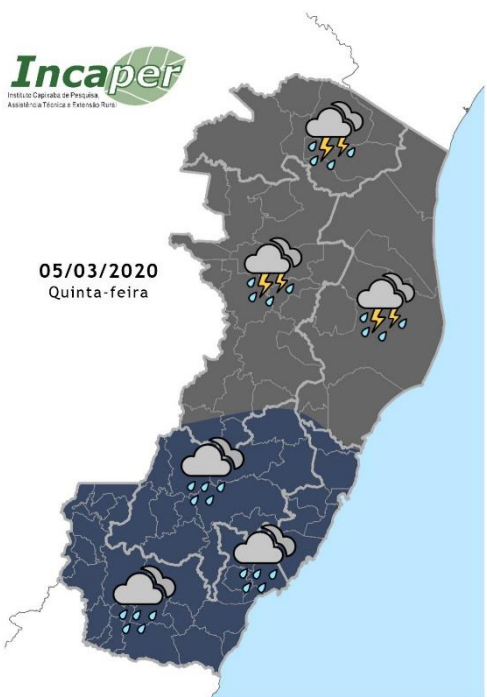 Incaper
Instituto Capixaba de Pesquisa,
Assistência Técnica e Extensão Rural
05/03/2020
Quinta-feira